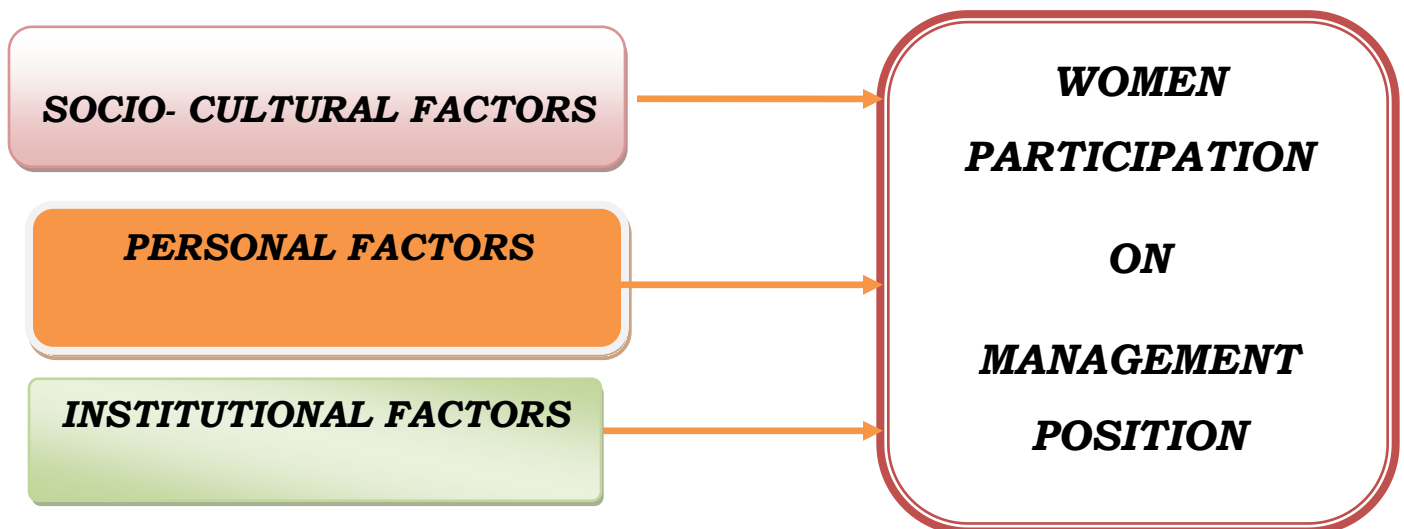 SOCIO- CULTURAL FACTORS
PERSONAL FACTORS
INSTITUTIONAL FACTORS
WOMEN
PARTICIPATION
ON
MANAGEMENT
POSITION